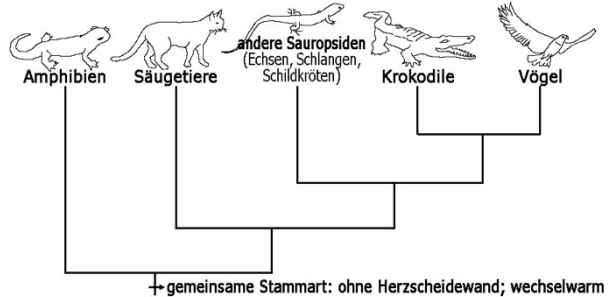 Amphibien
Säugetiere
andere Sauropsiden
(Echsen, Schlangen,
Schildkröten)
Krokodile
Vögel
gemeinsame Stammart: ohne Herzscheidewand; wechselwarm